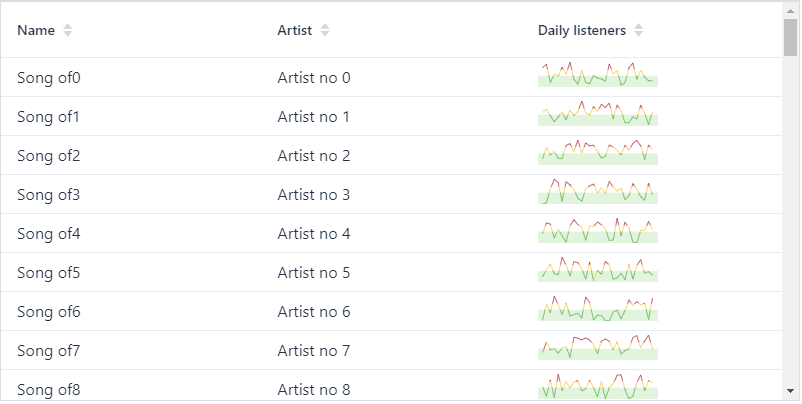 Name Artist Daily listeners
Song of0 Artist no 0
Song of1 Artist no 1
Song of2 Artist no 2
Song of3 Artist no 3
Song of4 Artist no 4
Song of5 Artist no 5
Song of6 Artist no 6
Song of7 Artist no 7
Song of8 Artist no 8